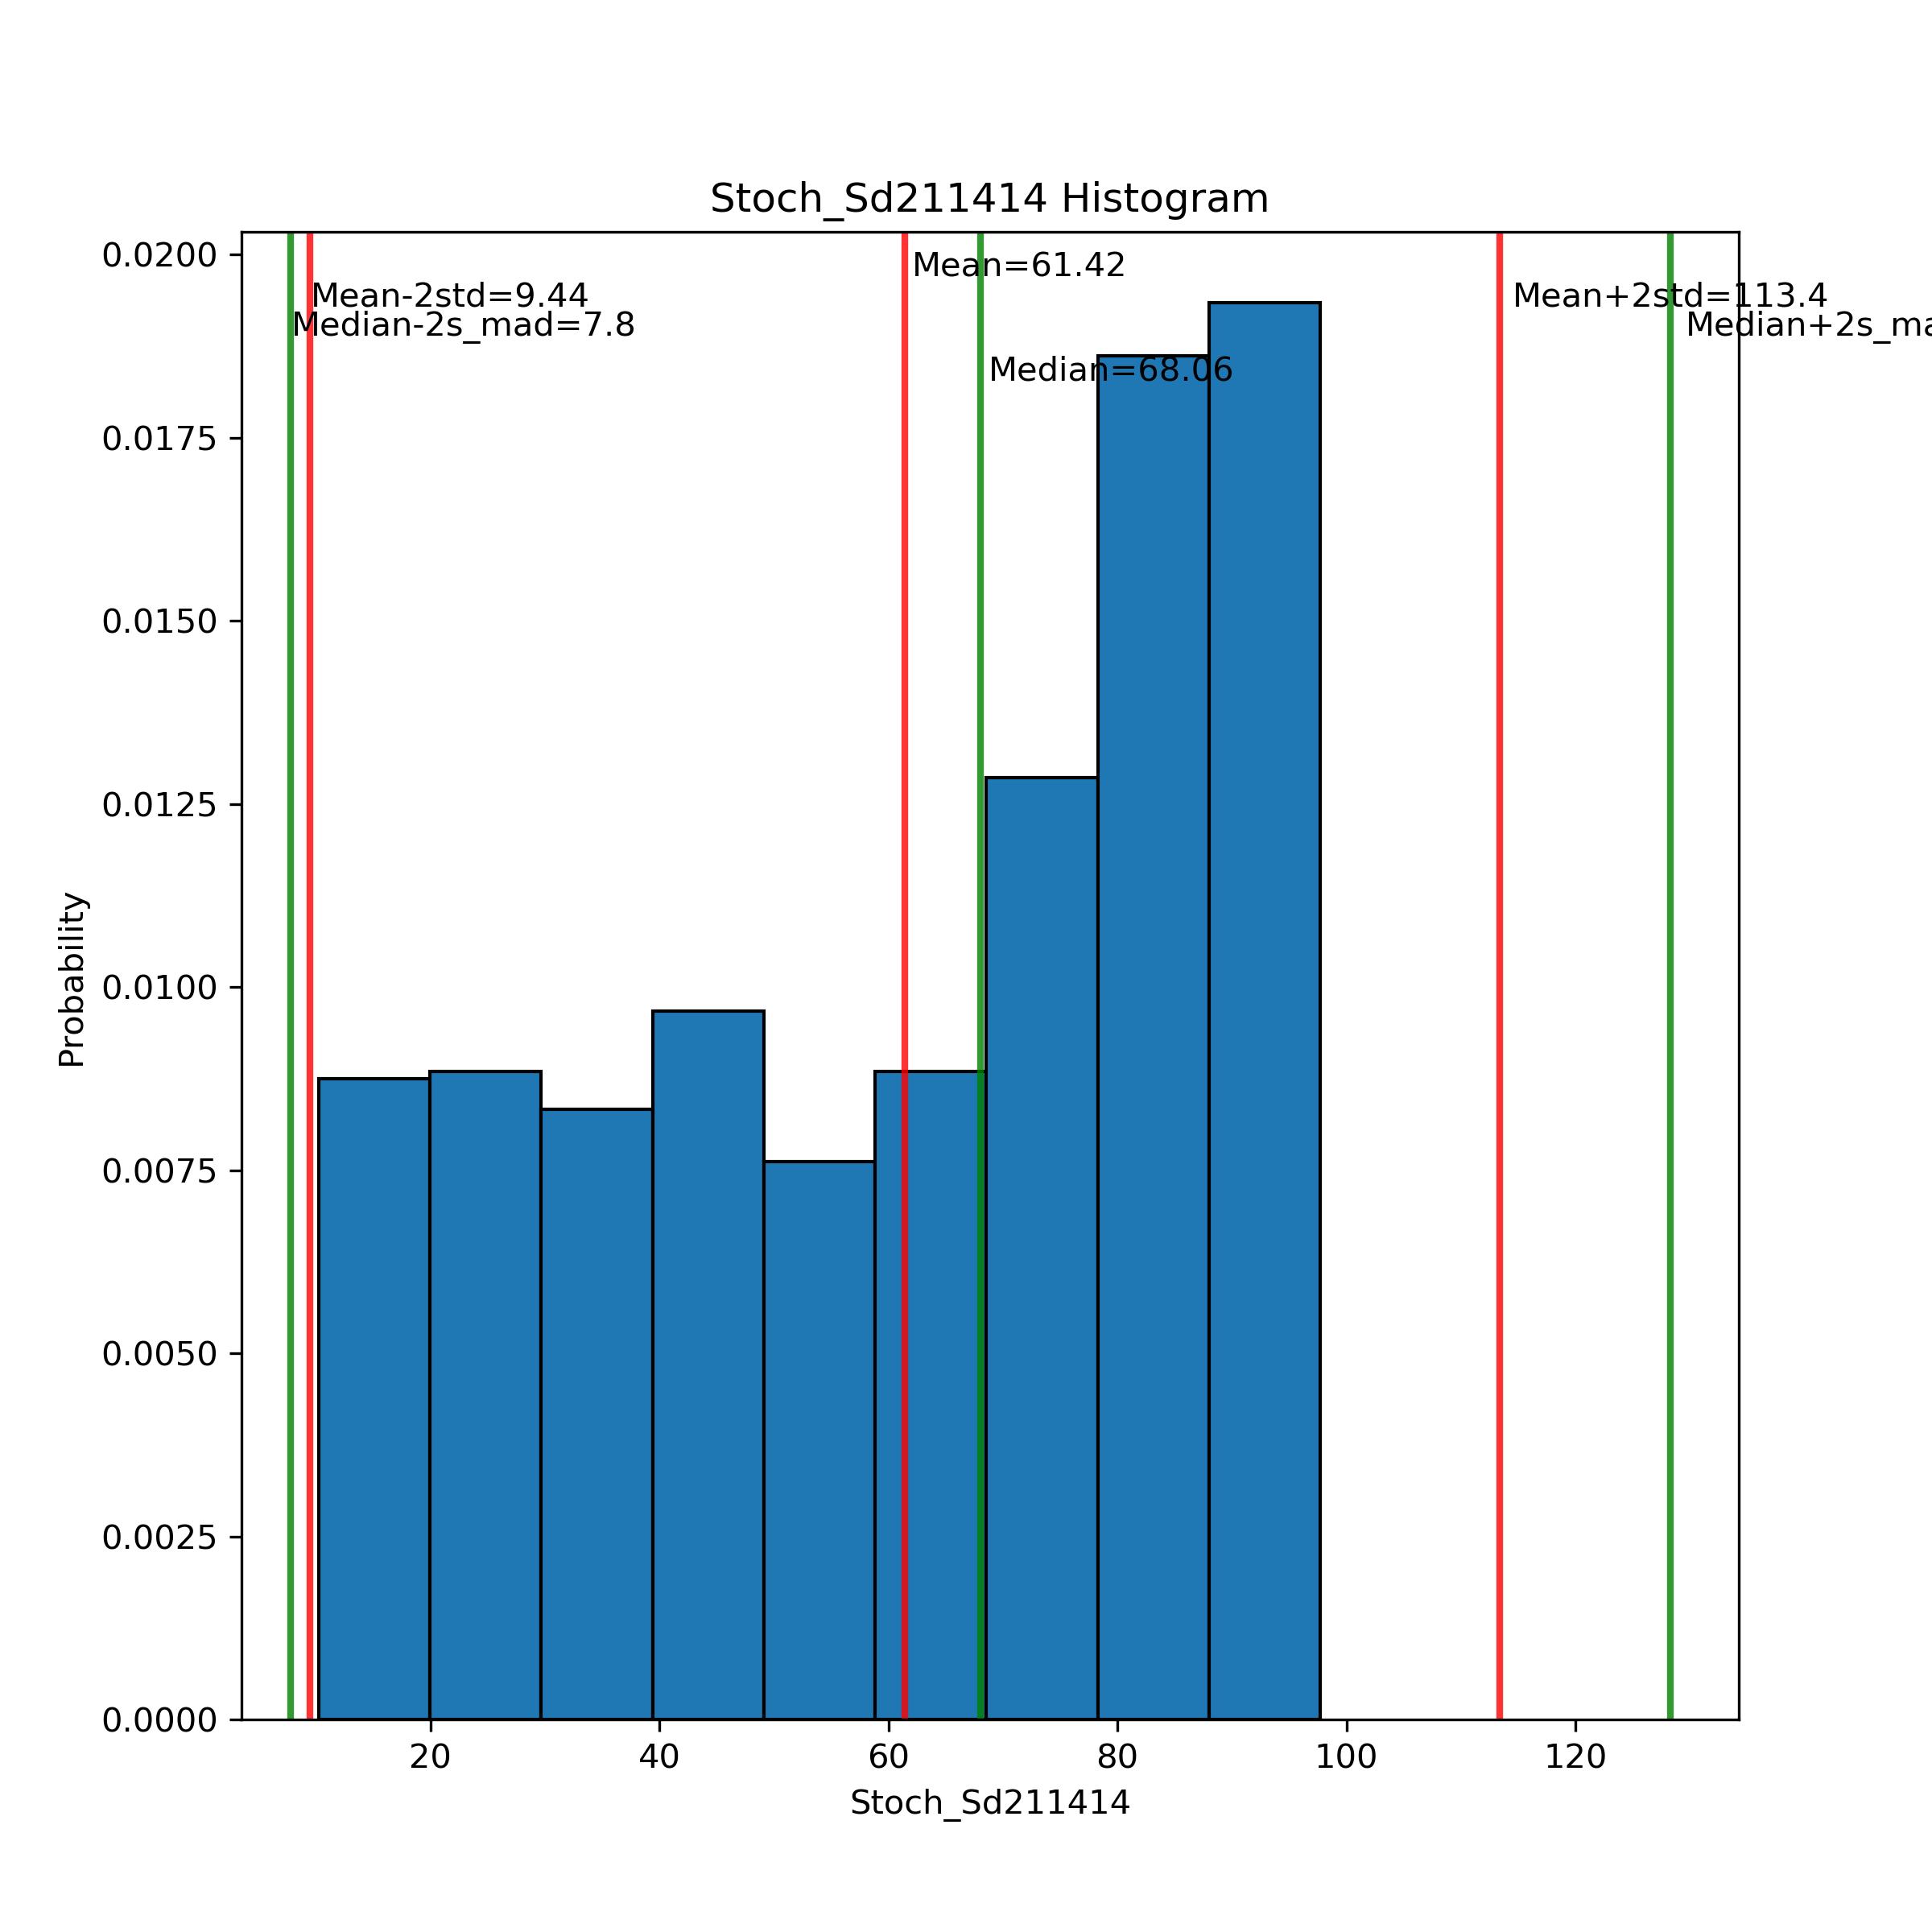 Stoch_Sd211414 Histogram
0.0200
Mean=61.42
Mean-2std=9.44
Mean+2std=113.4
Median-2s_mad=7.8
Median+2s_ma
Median=68.06
0.0175
0.0150
0.0125
0.0100
0.0075
0.0050
0.0025
0.0000
Probability
20 40 60 80 100 120
Stoch_Sd211414